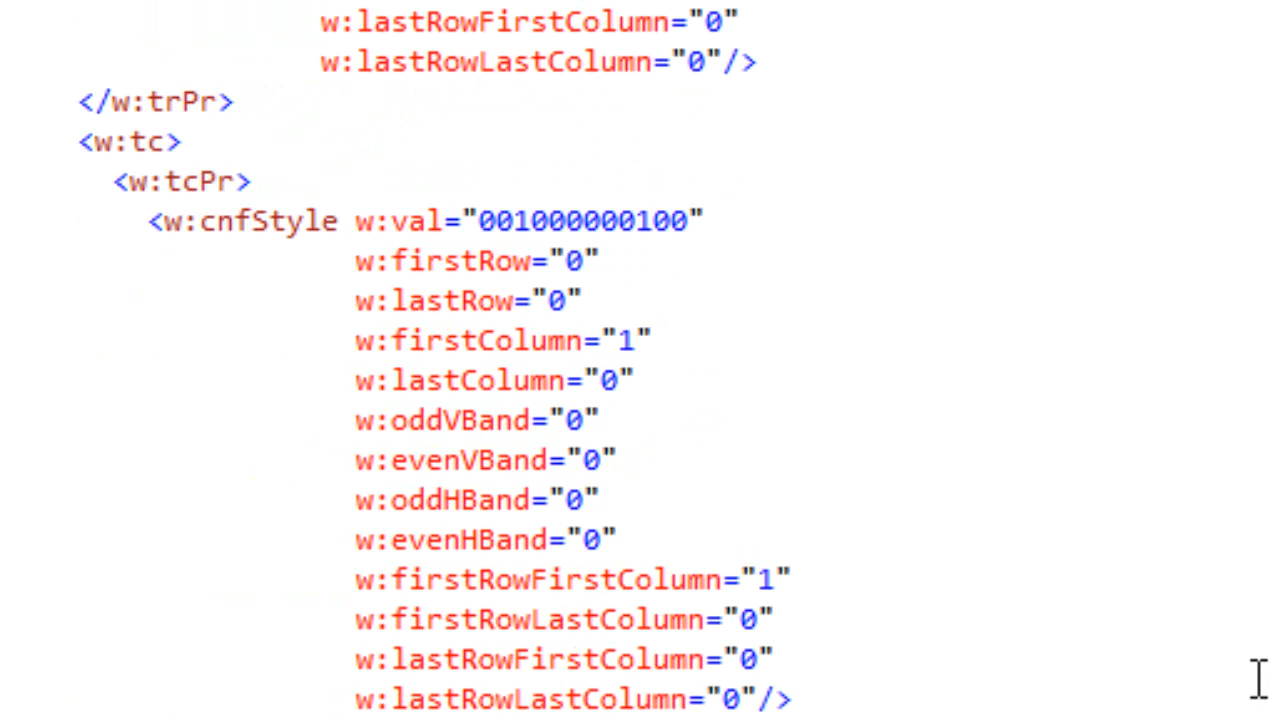 w:lastRowFirstColumn="0"
w:lastRowLastColumn="0"/>
</w:trPr>
<w:tc>
<w:tcPr>
<w:cnfStyle w:val="001000000100"
w:firstRow="0"
w:lastRow="0"
w:firstColumn="1"
w:lastColumn="0"
w:oddVBand="0"
w:evenVBand="0"
w:oddHBand="0"
w:evenHBand="0"
w:firstRowFirstColumn="1"
w:firstRowLastColumn="0"
w:lastRowFirstColumn="0"
w:lastRowLastColumn="0"/>